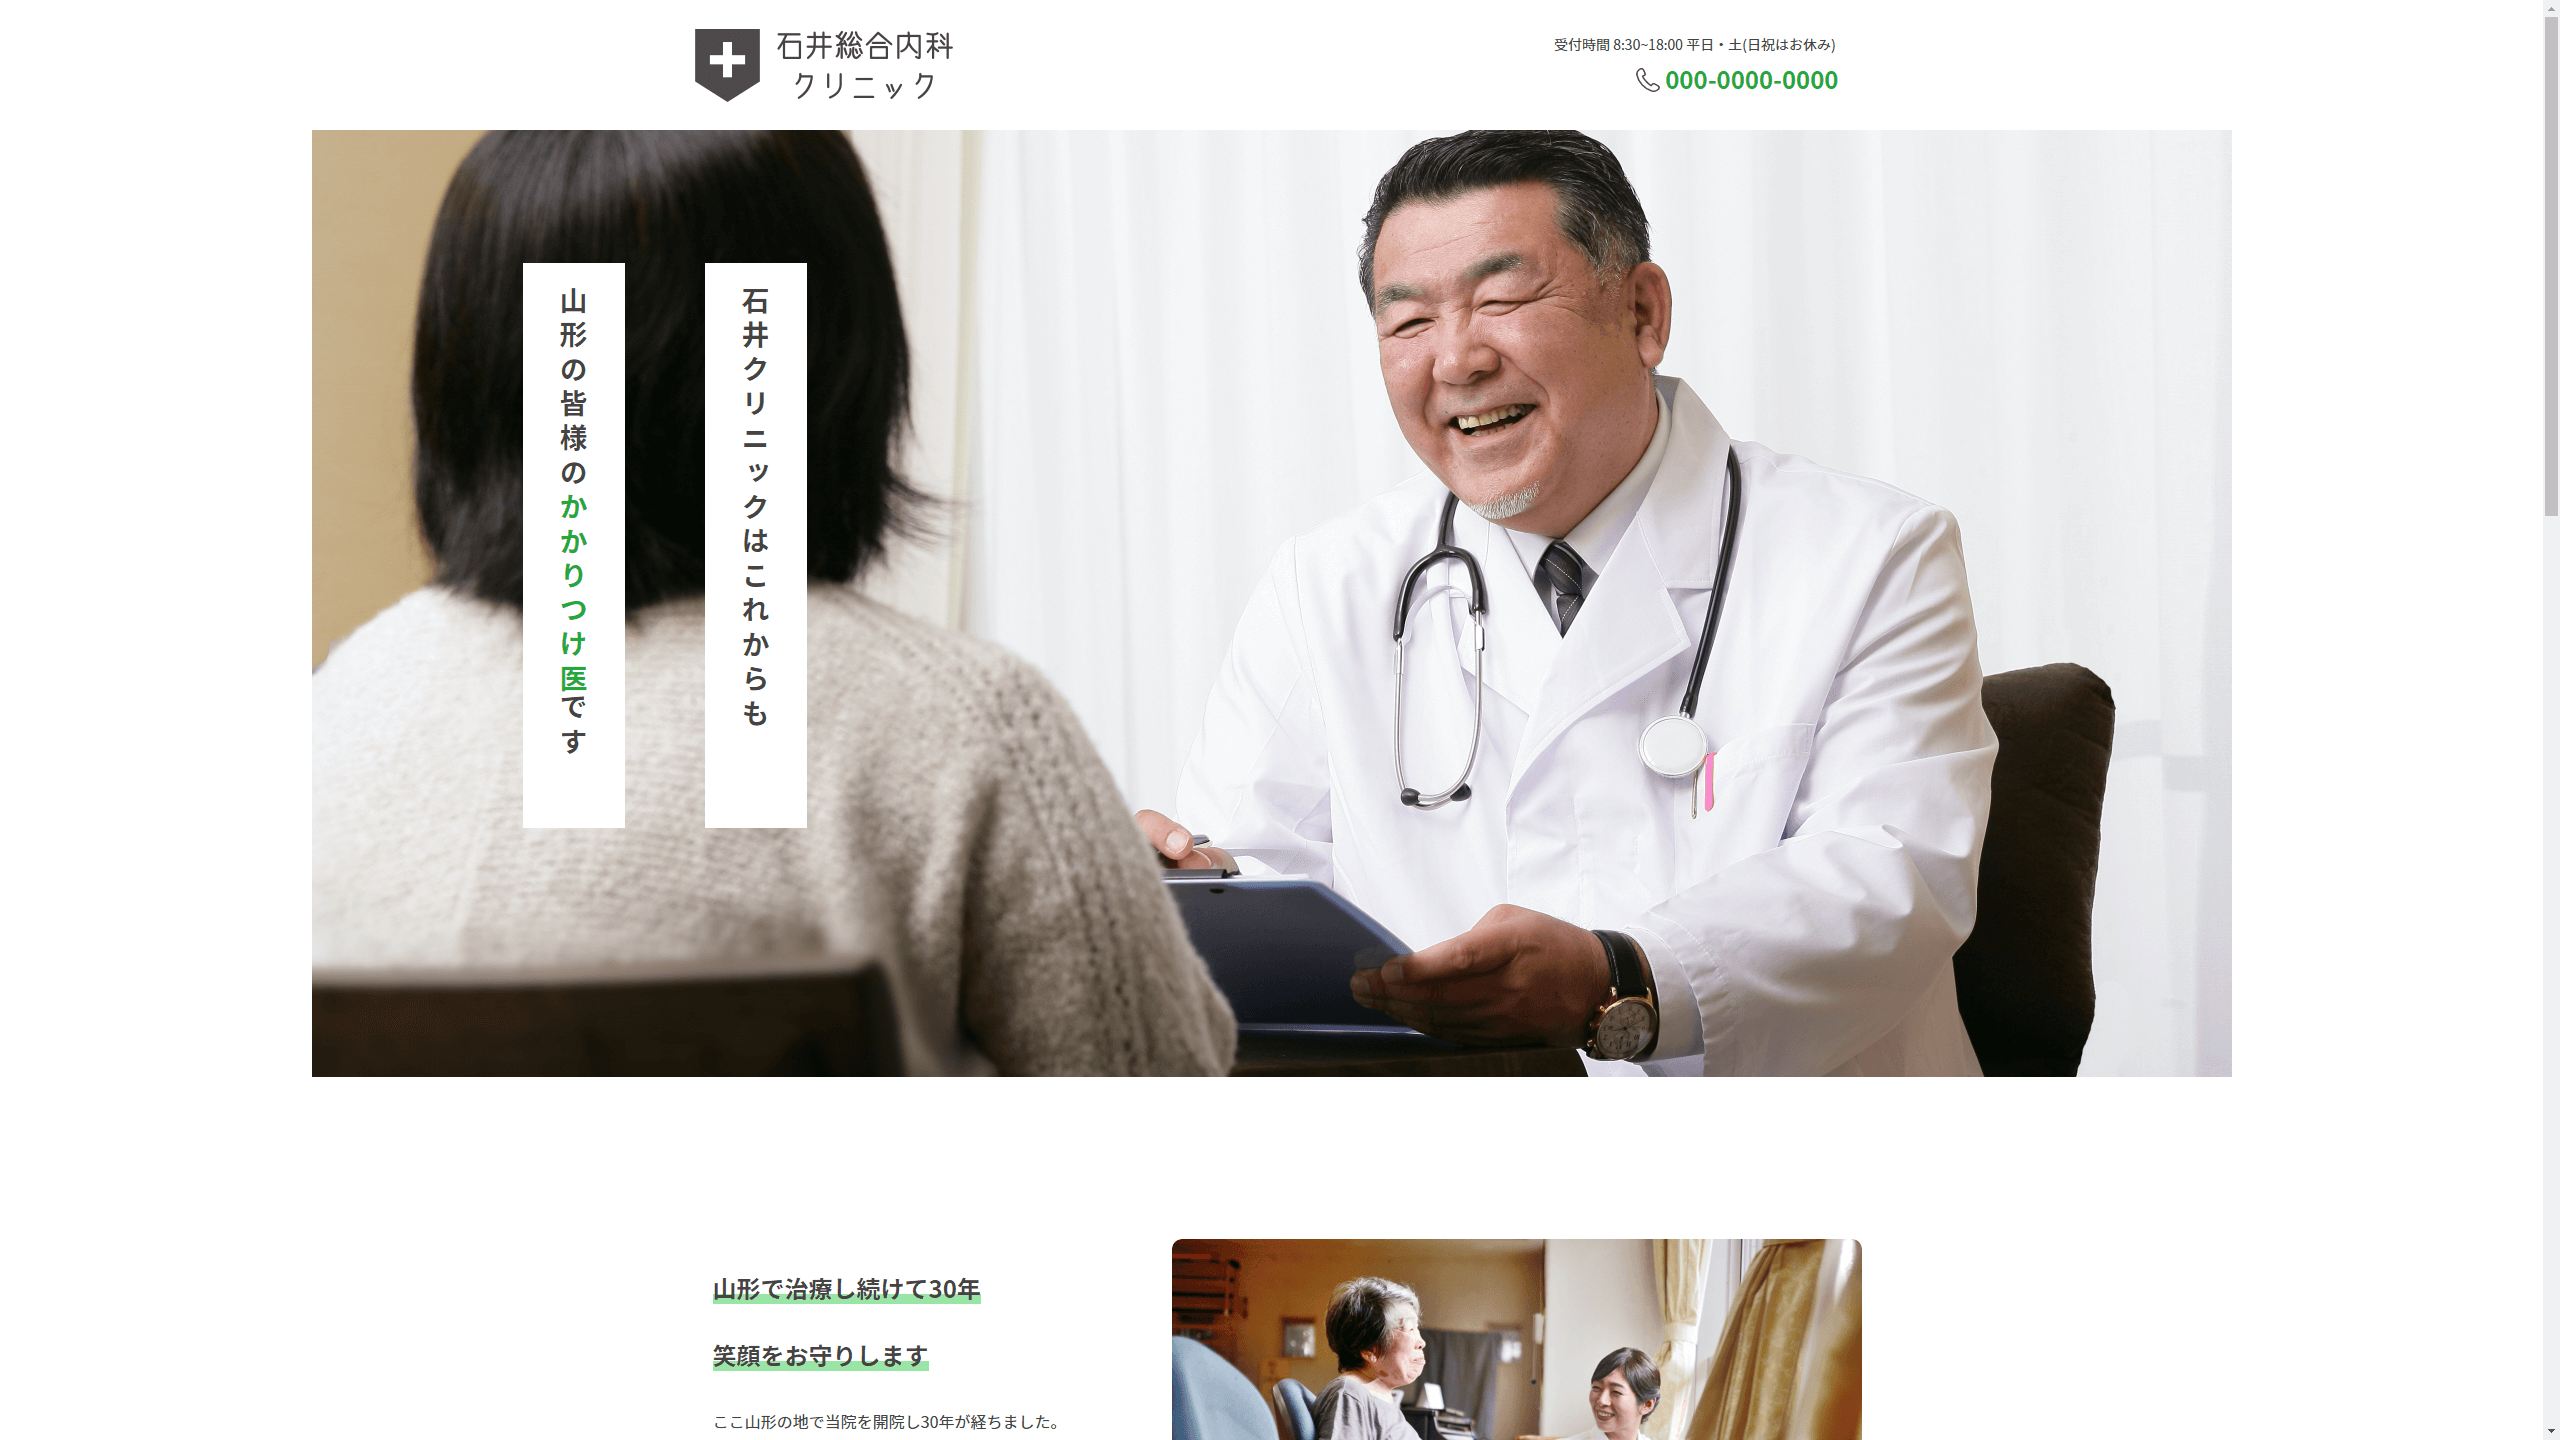 石井総合内科
クリニック
受付時間 8:30~18:00 平日・土(日祝はお休み)
000-0000-0000
石井クリニックはこれからも
山形の皆様のかかりつけ医です
山形で治療し続けて30年
笑顔をお守りします
ここ山形の地で当院を開院し30年が経ちました。